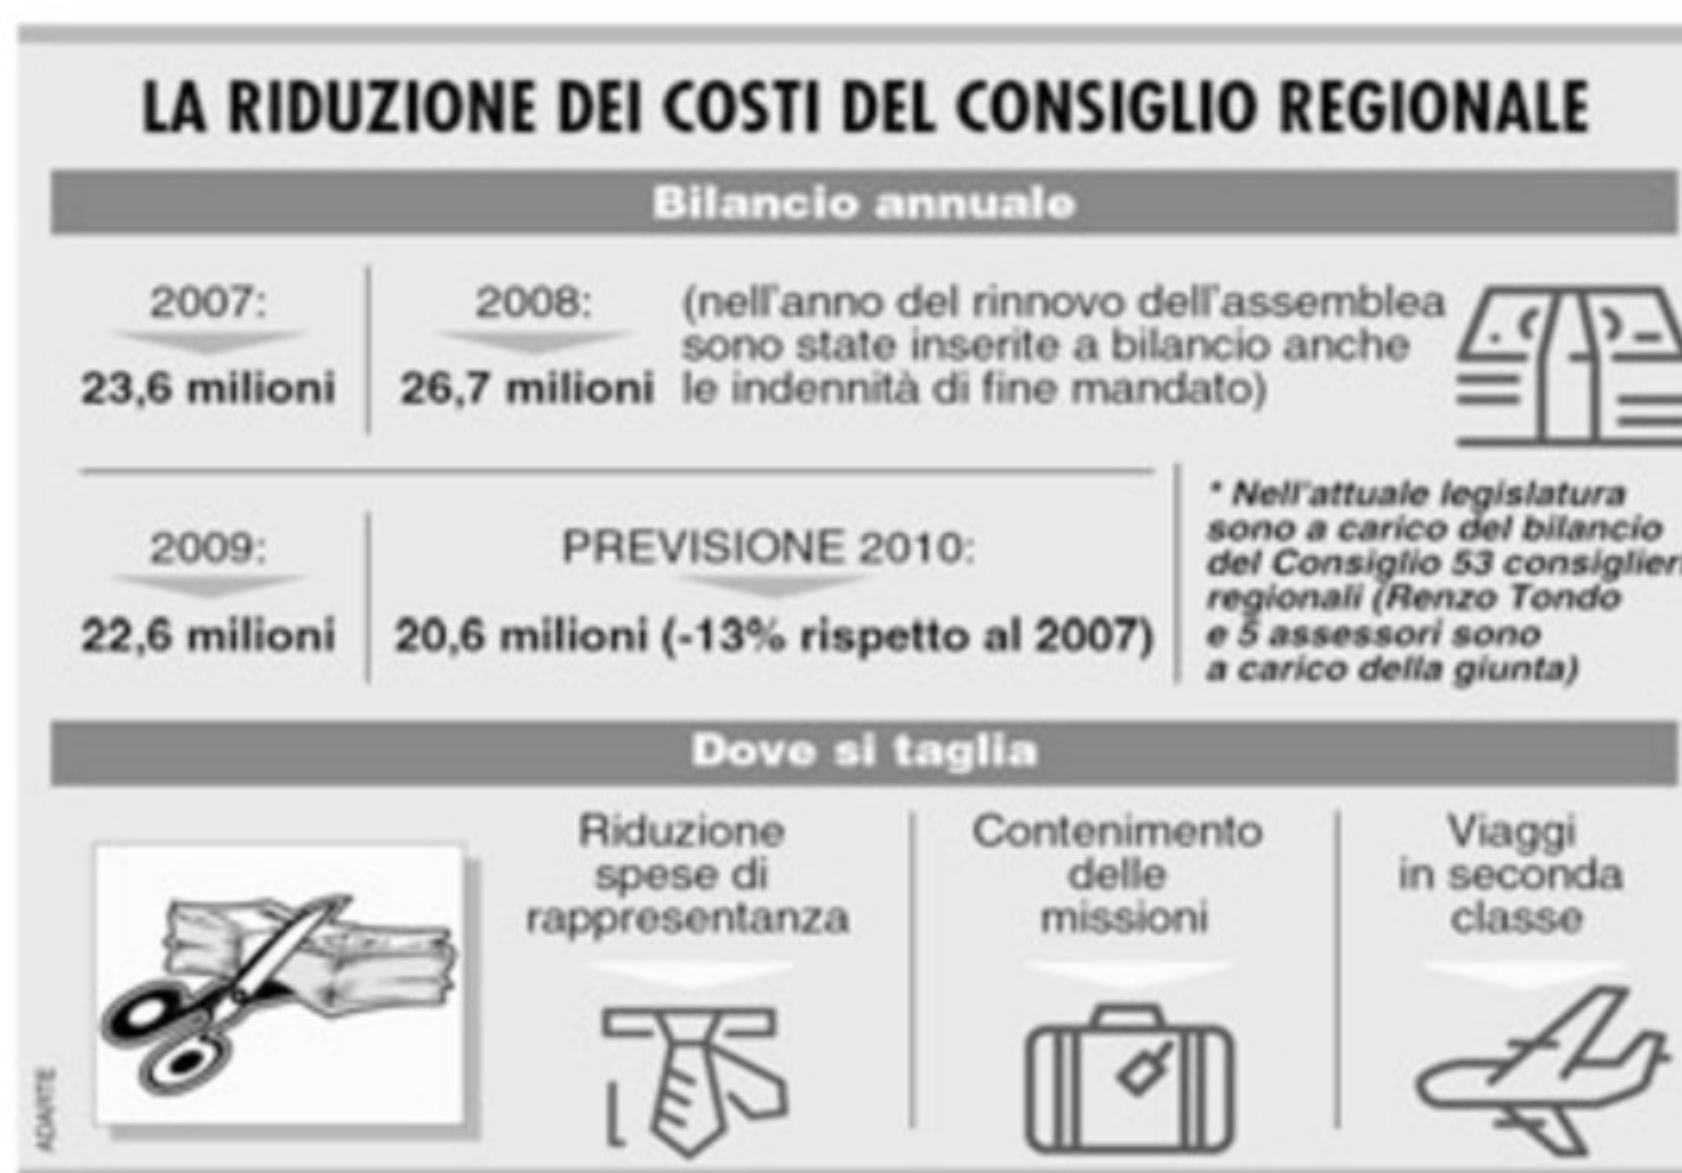 LA RIDUZIONE DEI COSTI DEL CONSIGLIO REGIONALE
Bilancio annuale
2007:
23,6 milioni
2008:
26,7 milioni
(nell'anno del rinnovo dell'assemblea
sono state inserite a bilancio anche
le indennità di fine mandato)
2009:
22,6 milioni
PREVISIONE 2010:
20,6 milioni (-13% rispetto al 2007)
* Nell'attuale legislatura
sono a carico del bilancio
del Consiglio 53 consiglieri
regionali (Renzo Tondo
e 5 assessori sono
a carico della giunta)
Dove si taglia
Riduzione
spese di
rappresentanza
Contenimento
delle
missioni
Viaggi
in seconda
classe
ADARTE